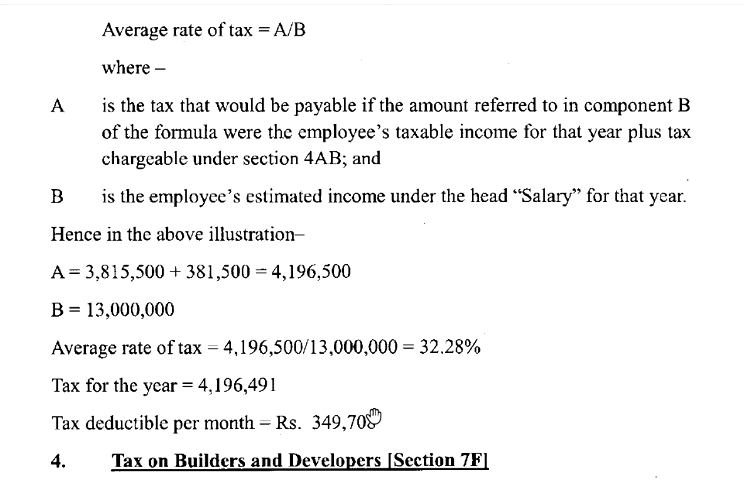 Average rate of tax = A/B
where –
A is the tax that would be payable if the amount referred to in component B
of the formula were the employee's taxable income for that year plus tax
chargeable under section 4AB; and
B is the employee's estimated income under the head "Salary" for that year.
Hence in the above illustration–
A = 3,815,500 + 381,500 = 4,196,500
B = 13,000,000
Average rate of tax = 4,196,500/13,000,000 = 32.28%
Tax for the year = 4,196,491
Tax deductible per month = Rs.
4. Tax on Builders and Developers [Section 7F]